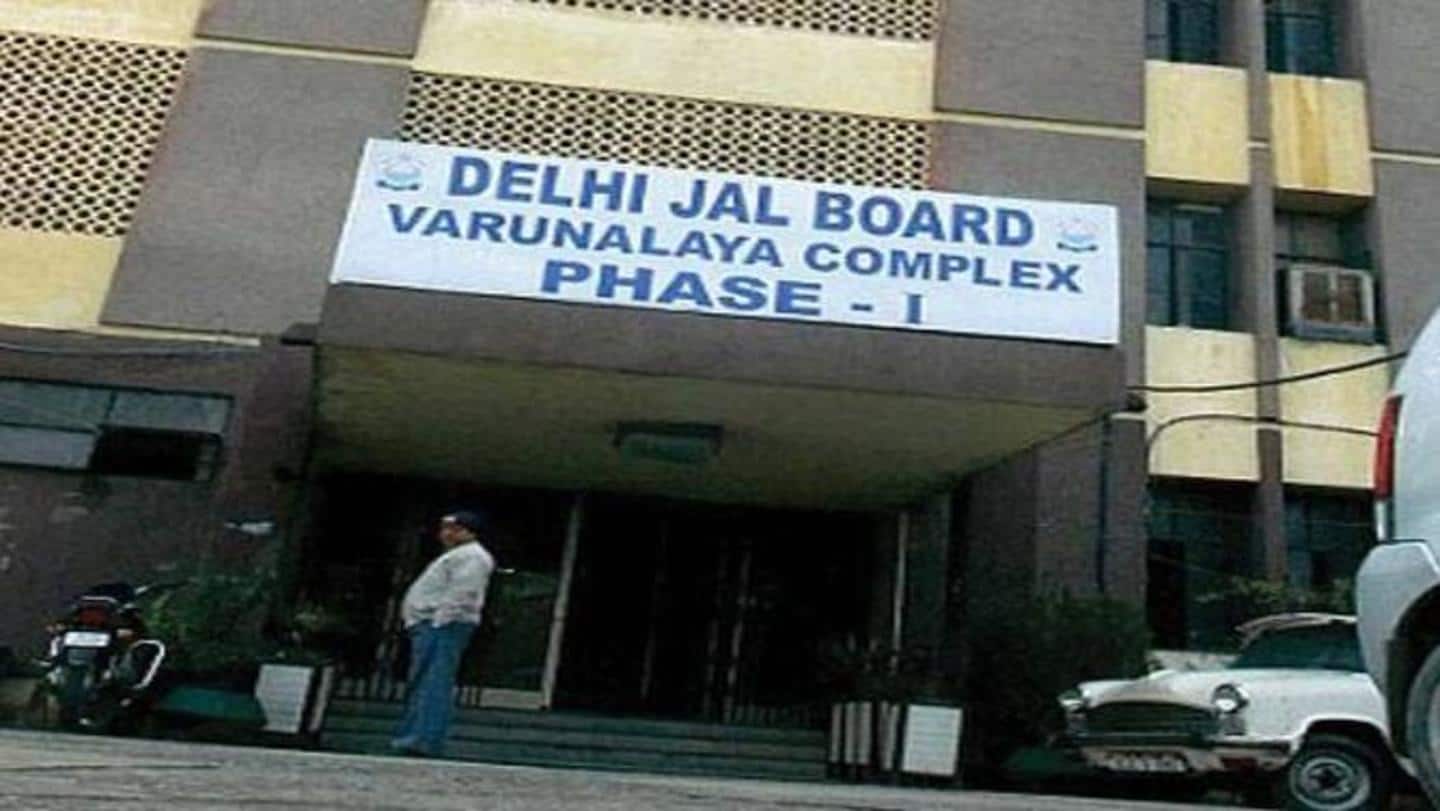 DELHI JAL BOARD
VARUNALAYA COMPLEX
PHASE - I